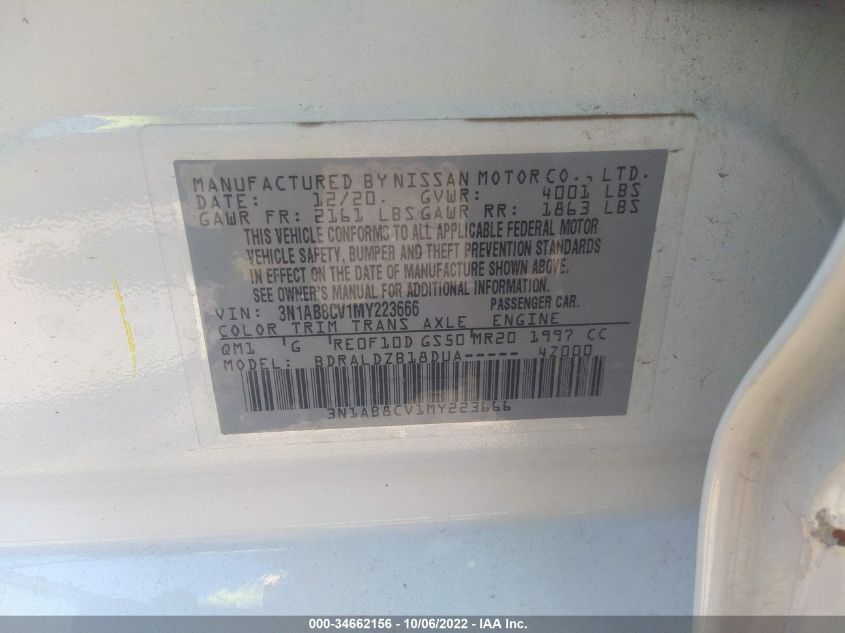 MANUFACTURED BY NISSAN MOTOR CO., LTD.
DATE: 12/20. GVWR: 4001 LBS
GAWR FR: 2161 LBS GAWR RR: 1863 LBS
THIS VEHICLE CONFORMS TO ALL APPLICABLE FEDERAL MOTOR
VEHICLE SAFETY, BUMPER AND THEFT PREVENTION STANDARDS
IN EFFECT ON THE DATE OF MANUFACTURE SHOWN ABOVE.
SEE OWNER'S MANUAL FOR ADDITIONAL INFORMATION.
VIN: 3N1AB8CV1MY223666 PASSENGER CAR.
COLOR TRIM TRANS AXLE ENGINE
QM1 G RE0F10D GS50 MR20 1997 CC
MODEL: BDRALDZB18DUA----- 4Z000
3N1AB8CV1MY223666
000-34662156 - 10/06/2022 - IAA Inc.